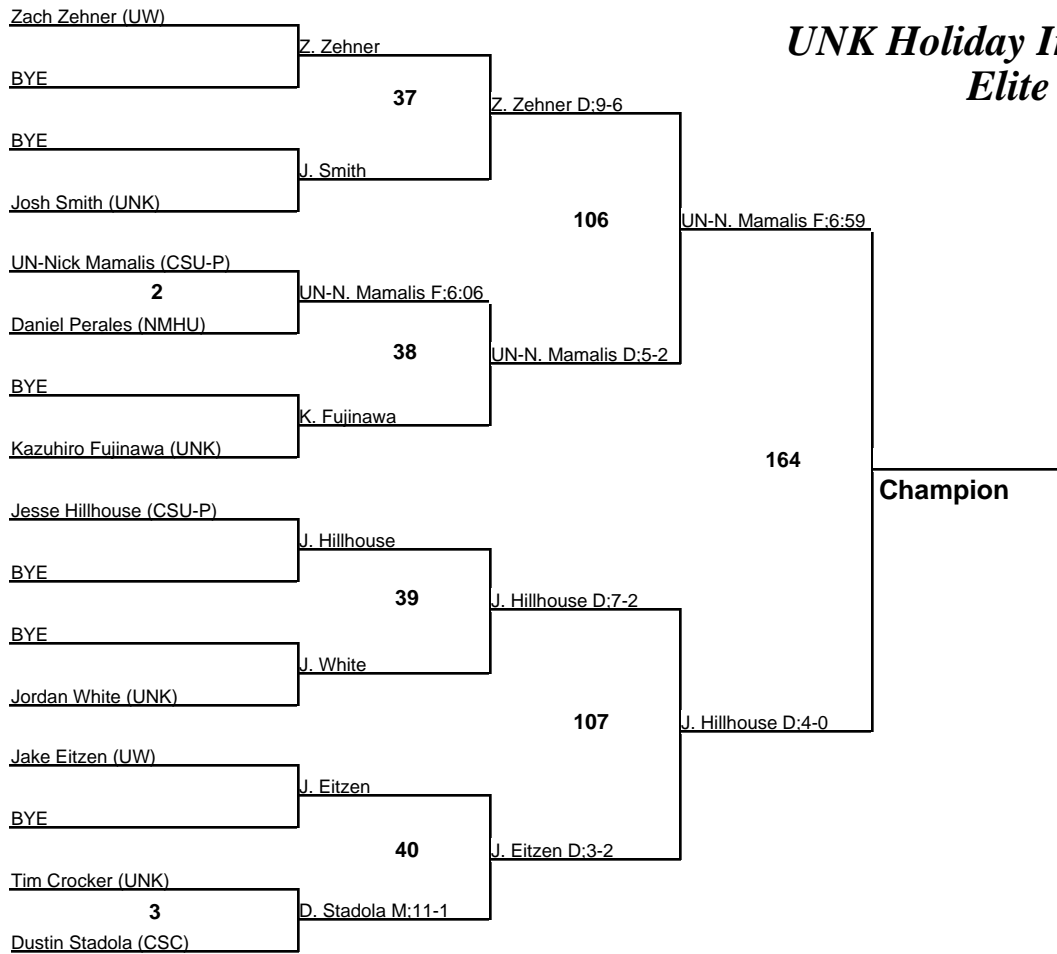 UNK Holiday
Elite
Zach Zehner (UW)
BYE
Z. Zehner
37
BYE
Josh Smith (UNK)
J. Smith
Z. Zehner D;9-6
106
UN-Nick Mamalis (CSU-P)
2
Daniel Perales (NMHU)
UN-N. Mamalis F;6:06
38
BYE
Kazuhiro Fujinawa (UNK)
K. Fujinawa
UN-N. Mamalis D;5-2
UN-N. Mamalis F;6:59
164
Champion
Jesse Hillhouse (CSU-P)
BYE
J. Hillhouse
39
BYE
Jordan White (UNK)
J. White
J. Hillhouse D;7-2
107
J. Hillhouse D;4-0
Jake Eitzen (UW)
BYE
J. Eitzen
40
J. Eitzen D;3-2
Tim Crocker (UNK)
3
Dustin Stadola (CSC)
D. Stadola M;11-1